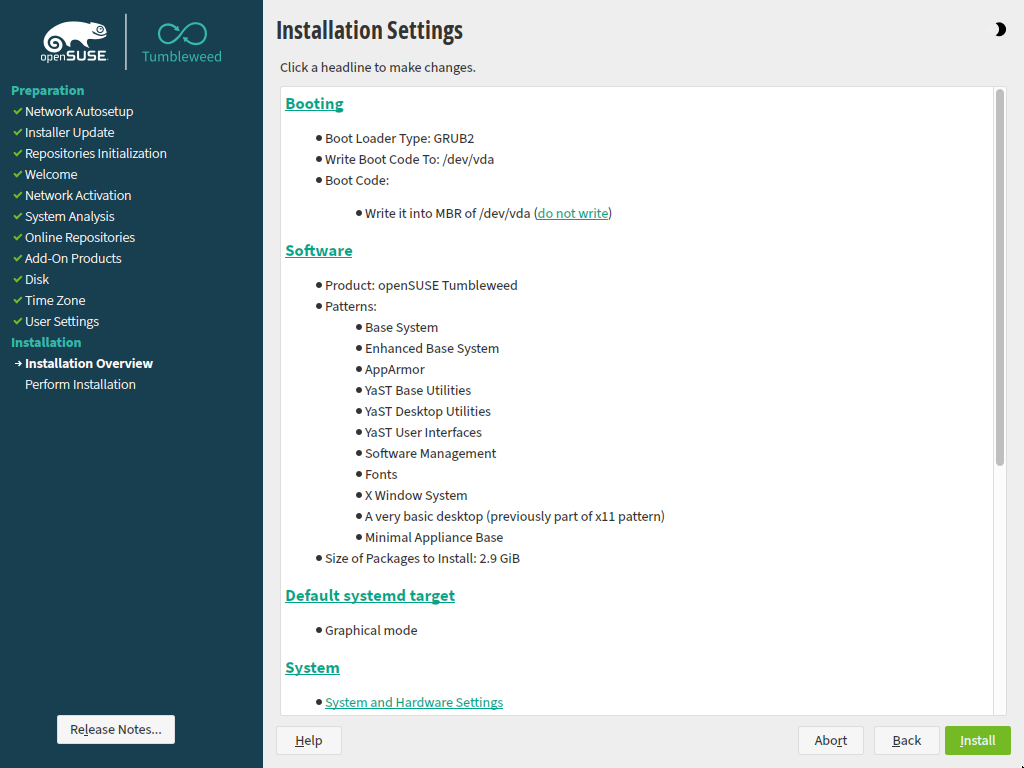 openSUSE
Tumbleweed
Preparation
Network Autosetup
Installer Update
Repositories Initialization
Welcome
Network Activation
System Analysis
Online Repositories
Add-On Products
Disk
Time Zone
User Settings
Installation
Installation Overview
Perform Installation
Release Notes...
Installation Settings
Click a headline to make changes.
Booting
Boot Loader Type: GRUB2
Write Boot Code To: /dev/vda
Boot Code:
Write it into MBR of /dev/vda (do not write)
Software
Product: openSUSE Tumbleweed
Patterns:
Base System
Enhanced Base System
AppArmor
YaST Base Utilities
YaST Desktop Utilities
YaST User Interfaces
Software Management
Fonts
X Window System
A very basic desktop (previously part of x11 pattern)
Minimal Appliance Base
Size of Packages to Install: 2.9 GiB
Default systemd target
Graphical mode
System
System and Hardware Settings
Help
Abort
Back
Install